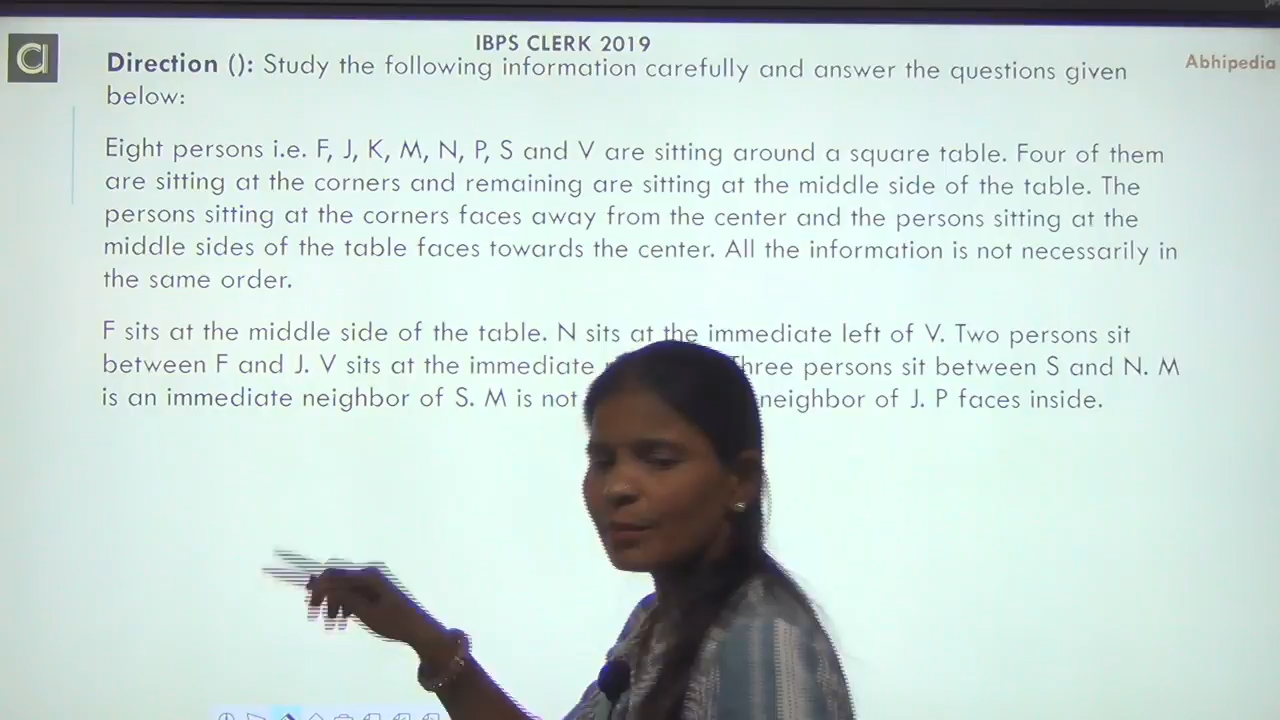 IBPS CLERK 2019
Direction (): Study the following information carefully and answer the questions given
below:
Abhipedia
Eight persons i.e. F, J, K, M, N, P, S and V are sitting around a square table. Four of them
are sitting at the corners and remaining are sitting at the middle side of the table. The
persons sitting at the corners faces away from the center and the persons sitting at the
middle sides of the table faces towards the center. All the information is not necessarily in
the same order.
F sits at the middle side of the table. N sits at the immediate left of V. Two persons sit
between F and J. V sits at the immediate hree persons sit between S and N. M
is an immediate neighbor of S. M is not neighbor of J. P faces inside.